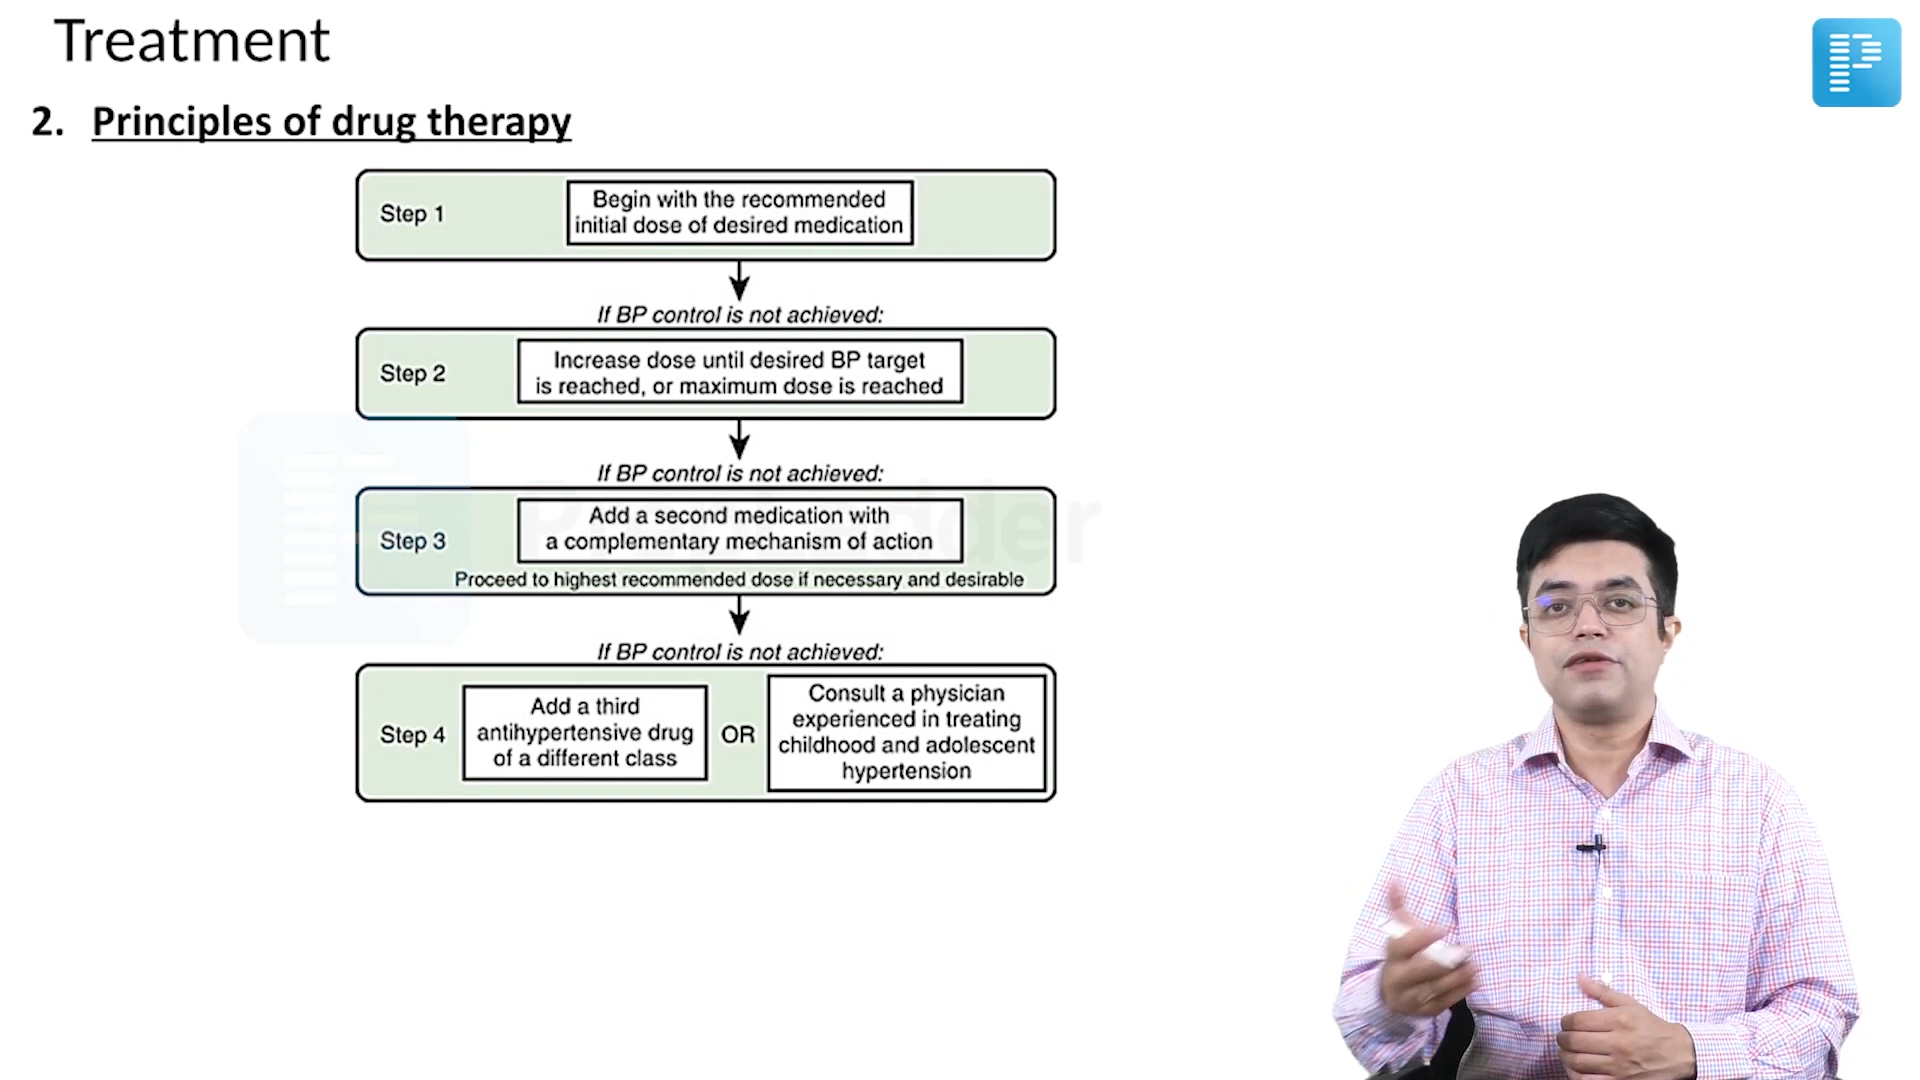 Treatment
2. Principles of drug therapy
Step 1
Begin with the recommended
initial dose of desired medication
If BP control is not achieved:
Step 2
Increase dose until desired BP target
is reached, or maximum dose is reached
If BP control is not achieved:
Step 3
Add a second medication with
a complementary mechanism of action
Proceed to highest recommended dose if necessary and desirable
If BP control is not achieved:
Step 4
Add a third
antihypertensive drug
of a different class
OR
Consult a physician
experienced in treating
childhood and adolescent
hypertension